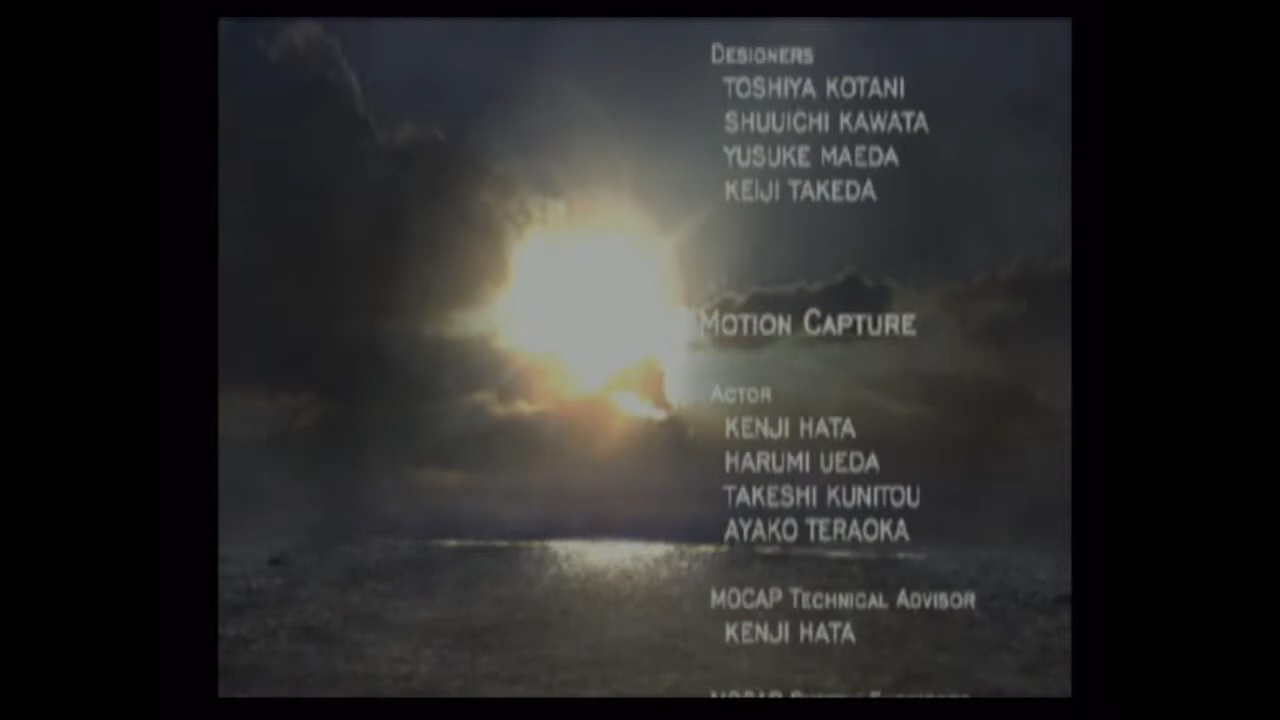 DESIGNERS
TOSHIYA KOTANI
SHUUICHI KAWATA
YUSUKE MAEDA
KEIJI TAKEDA
MOTION CAPTURE
ACTOR
KENJI HATA
HARUMI UEDA
TAKESHI KUNITOU
AYAKO TERAOKA
MOCAP TECHNICAL ADVISOR
KENJI HATA
MOCAP